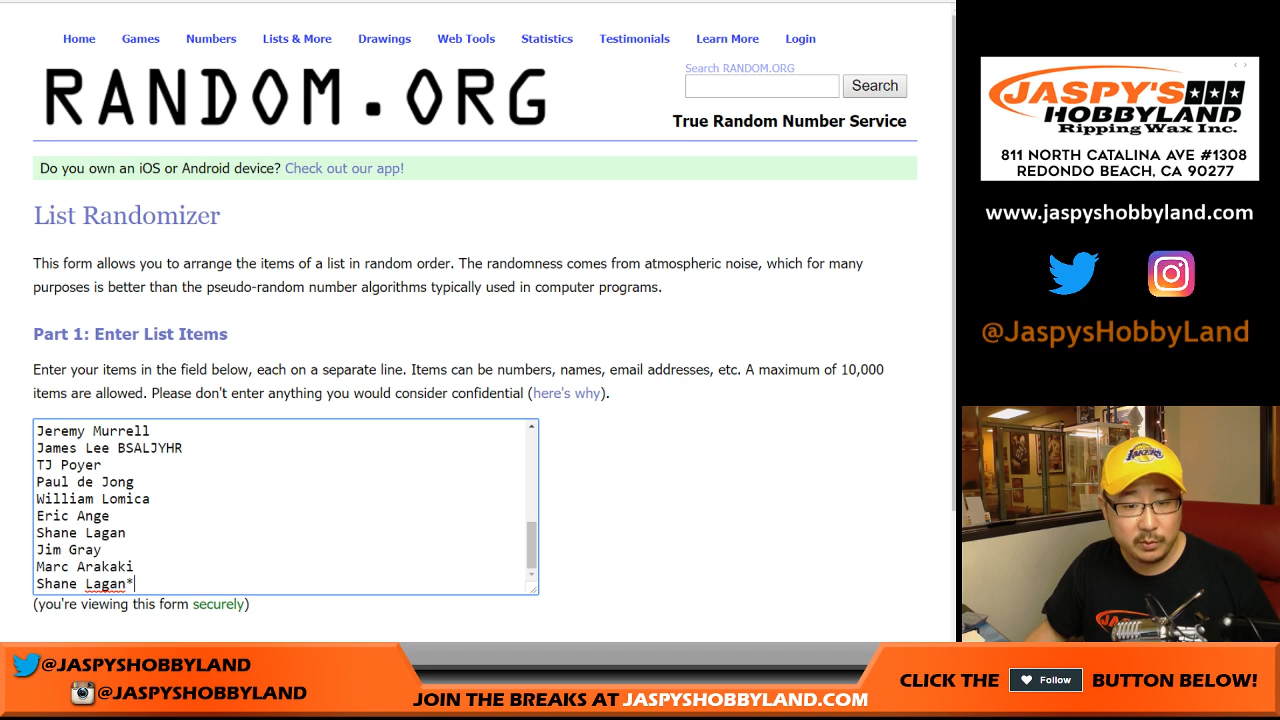 Home Games Numbers Lists & More Drawings Web Tools Statistics Testimonials Learn More Login
RANDOM.ORG
Search RANDOM.ORG
Search
True Random Number Service
Do you own an iOS or Android device? Check out our app!
List Randomizer
This form allows you to arrange the items of a list in random order. The randomness comes from atmospheric noise, which for many
purposes is better than the pseudo-random number algorithms typically used in computer programs.
Part 1: Enter List Items
Enter your items in the field below, each on a separate line. Items can be numbers, names, email addresses, etc. A maximum of 10,000
items are allowed. Please don't enter anything you would consider confidential (here's why).
Jeremy Murrell
James Lee BSALJYHR
TJ Poyer
Paul de Jong
William Lomica
Eric Ange
Shane Lagan
Jim Gray
Marc Arakaki
Shane Lagan*
(you're viewing this form securely)
JASPY'S
HOBBYLAND
Ripping Wax Inc.
811 NORTH CATALINA AVE #1308
REDONDO BEACH, CA 90277
www.jaspyshobbyland.com
@JaspysHobbyLand
@JASPYSHOBBYLAND
@JASPYSHOBBYLAND
JOIN THE BREAKS AT JASPYSHOBBYLAND.COM
CLICK THE Follow BUTTON BELOW!